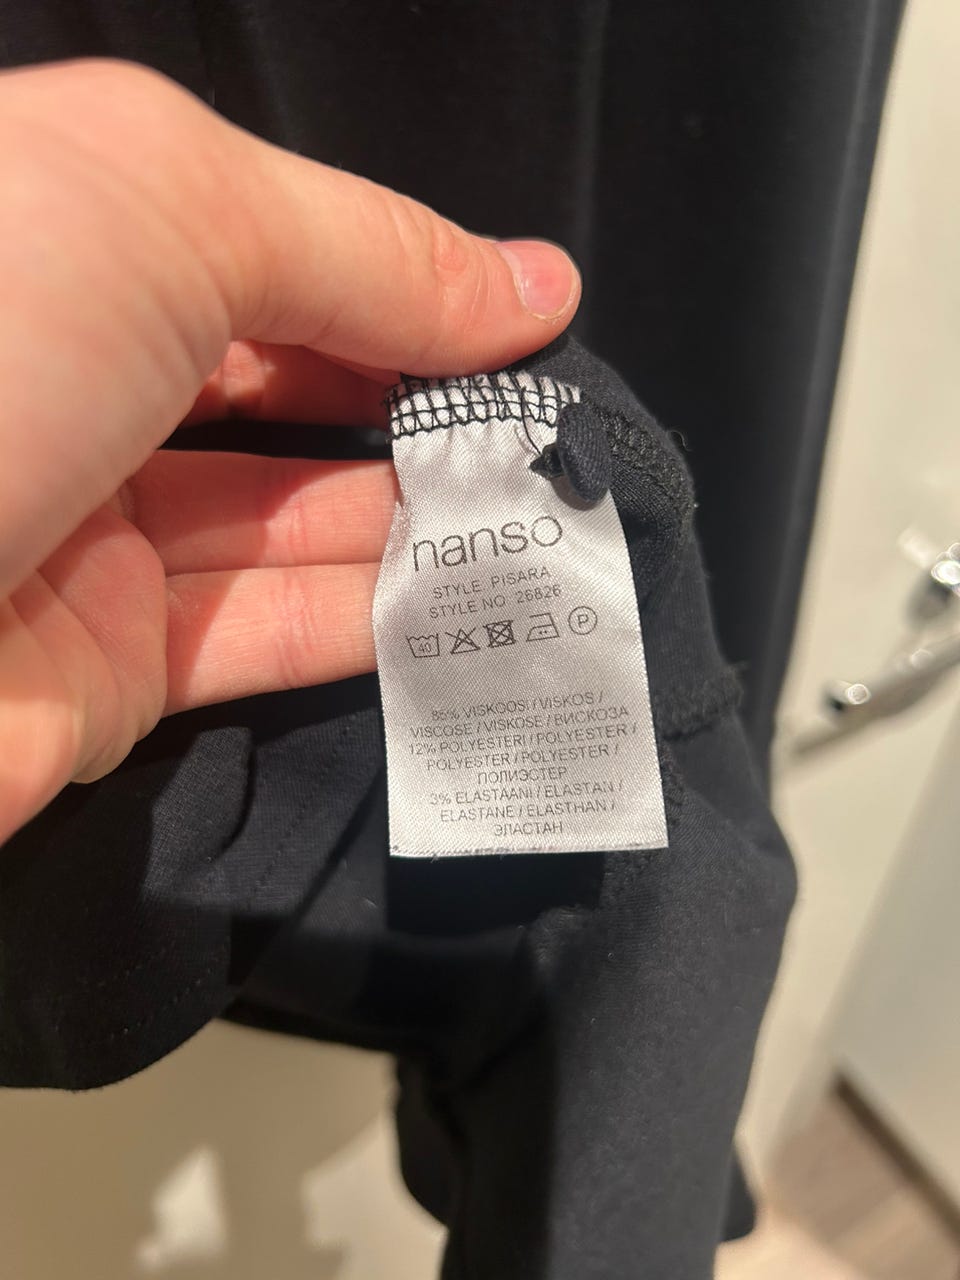 nanso
STYLE PISARA
STYLE NO 26826
40 P
85% VISKOOSI / VISKOS /
VISCOSE / VISKOSE / ВИСКОЗА
12% POLYESTERI / POLYESTER /
POLYESTER / POLYESTER /
ПОЛИЭСТЕР
3% ELASTAANI / ELASTAN /
ELASTANE / ELASTHAN /
ЭЛАСТАН